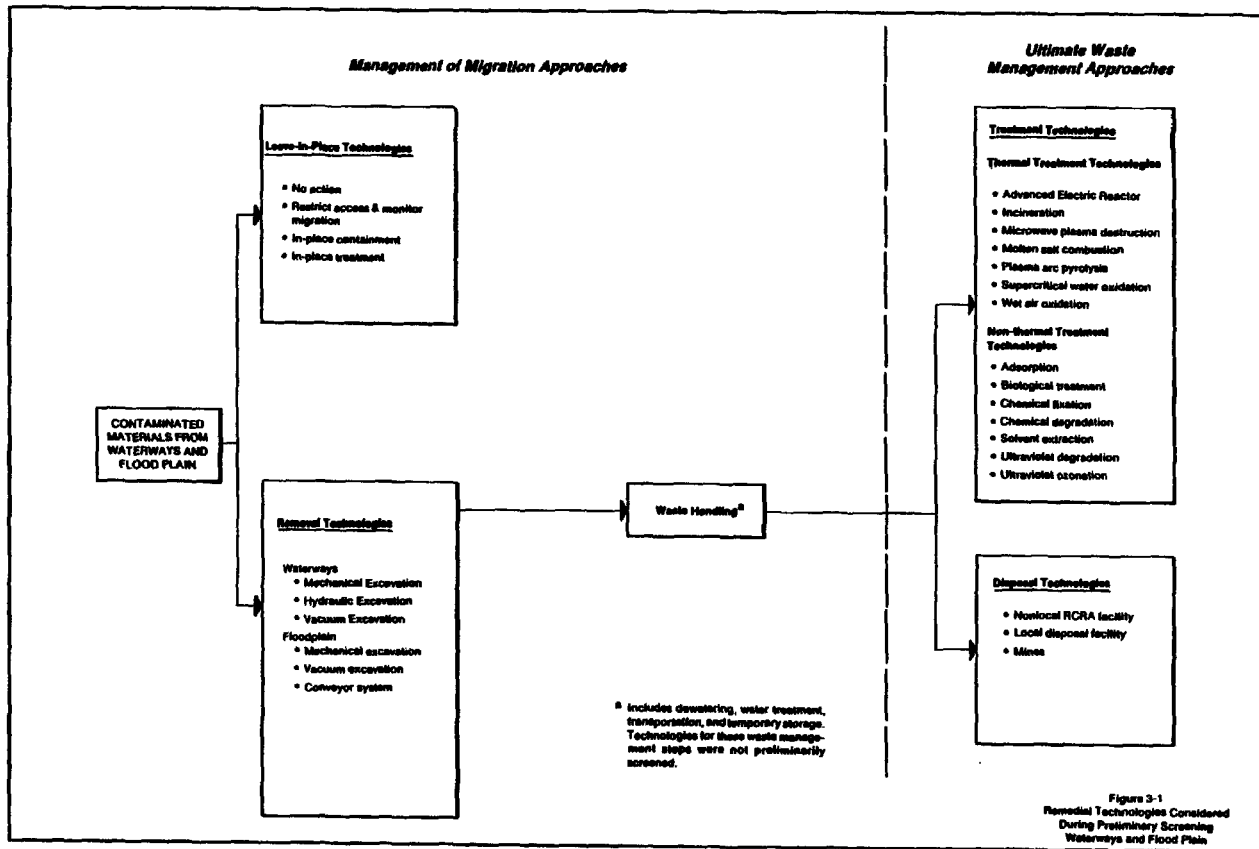 Management of Migration Approaches
Ultimate Waste
Management Approaches
Leave-In-Place Technologies
• No action
• Restrict access & monitor
migration
• In-place containment
• In-place treatment
CONTAMINATED
MATERIALS FROM
WATERWAYS AND
FLOOD PLAIN
Removal Technologies
Waterways
• Mechanical Excavation
• Hydraulic Excavation
• Vacuum Excavation
Floodplain
• Mechanical excavation
• Vacuum excavation
• Conveyor system
Waste Handling a
a Includes dewatering, water treatment,
transportation, and temporary storage.
Technologies for these waste manage-
ment steps were not preliminarily
screened.
Treatment Technologies
Thermal Treatment Technologies
• Advanced Electric Reactor
• Incineration
• Microwave plasma destruction
• Molten salt combustion
• Plasma arc pyrolysis
• Supercritical water oxidation
• Wet air oxidation
Non-thermal Treatment
Technologies
• Adsorption
• Biological treatment
• Chemical fixation
• Chemical degradation
• Solvent extraction
• Ultraviolet degradation
• Ultraviolet ozonation
Disposal Technologies
• Nonlocal RCRA facility
• Local disposal facility
• Mines
Figure 3-1
Remedial Technologies Considered
During Preliminary Screening
Waterways and Flood Plain